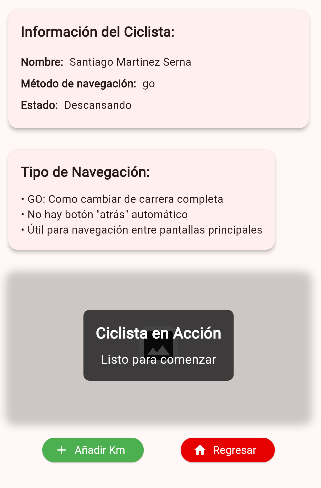 Información del Ciclista:
Nombre: Santiago Martinez Serna
Método de navegación: go
Estado: Descansando
Tipo de Navegación:
• GO: Como cambiar de carrera completa
• No hay botón "atrás" automático
• Útil para navegación entre pantallas principales
Ciclista en Acción
Listo para comenzar
Añadir Km
Regresar